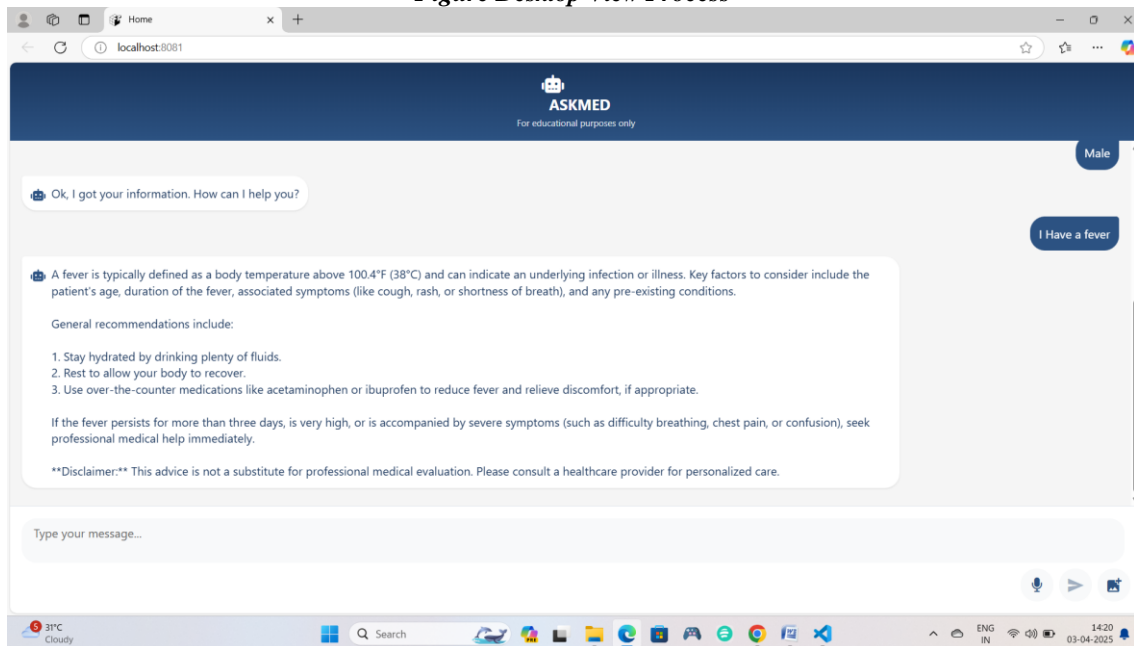 Figure Desktop View Process
Home
localhost:8081
ASKMED
For educational purposes only
Male
Ok, I got your information. How can I help you?
I Have a fever
A fever is typically defined as a body temperature above 100.4°F (38°C) and can indicate an underlying infection or illness. Key factors to consider include the
patient's age, duration of the fever, associated symptoms (like cough, rash, or shortness of breath), and any pre-existing conditions.
General recommendations include:
1. Stay hydrated by drinking plenty of fluids.
2. Rest to allow your body to recover.
3. Use over-the-counter medications like acetaminophen or ibuprofen to reduce fever and relieve discomfort, if appropriate.
If the fever persists for more than three days, is very high, or is accompanied by severe symptoms (such as difficulty breathing, chest pain, or confusion), seek
professional medical help immediately.
**Disclaimer:** This advice is not a substitute for professional medical evaluation. Please consult a healthcare provider for personalized care.
Type your message...
5
31°C
Cloudy
Search
PRE
ENG
IN
14:20
03-04-2025